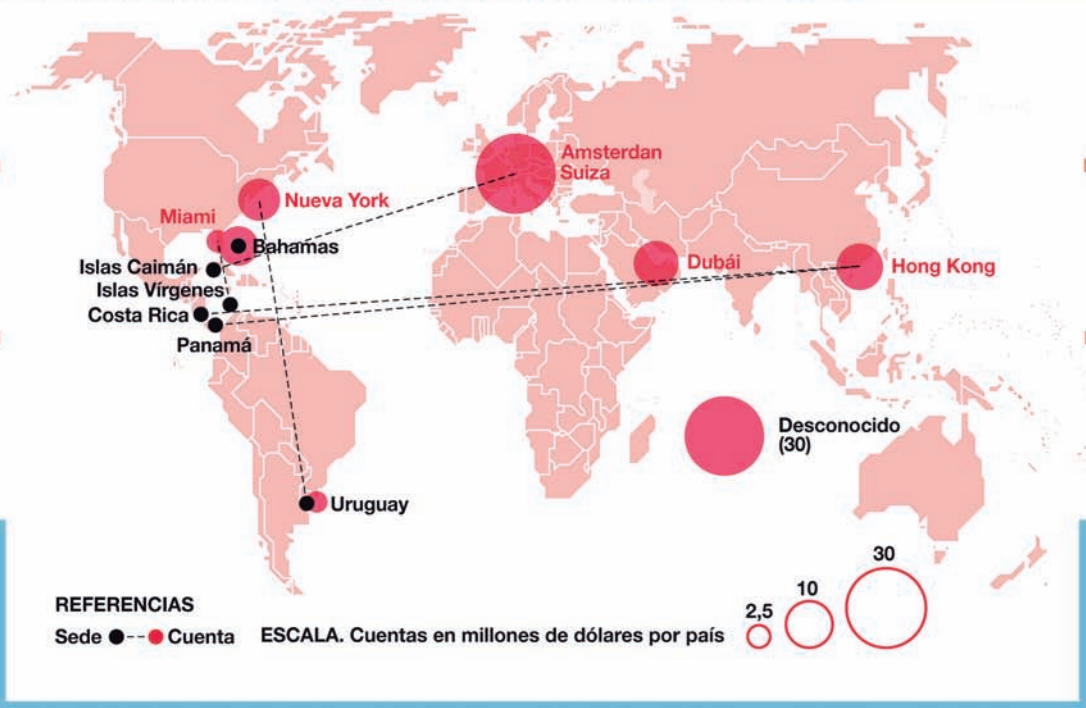 Amsterdan
Suiza
Nueva York
Miami
Bahamas
Islas Caimán
Dubái
Hong Kong
Islas Vírgenes
Costa Rica
Panamá
Desconocido
(30)
Uruguay
30
10
2,5
REFERENCIAS
Sede Cuenta
ESCALA. Cuentas en millones de dólares por país